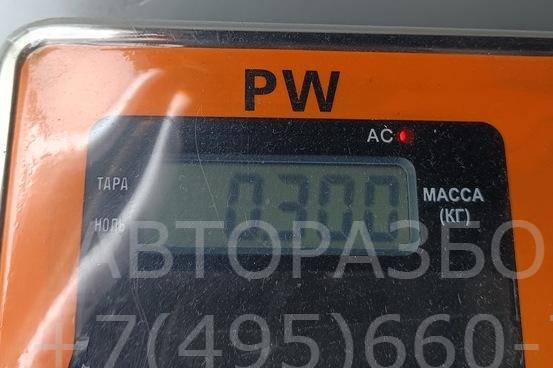 PW
AC
ТАРА
0.300
МАССА
НОЛЬ
(КГ)
АВТОРАЗБО
+7(495)660-